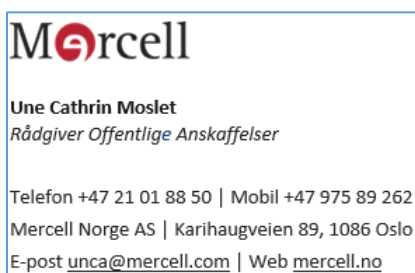 Mercell
Une Cathrin Moslet
Rådgiver Offentlige Anskaffelser
Telefon +47 21 01 88 50 | Mobil +47 975 89 262
Mercell Norge AS | Karihaugveien 89, 1086 Oslo
E-post unca@mercell.com | Web mercell.no